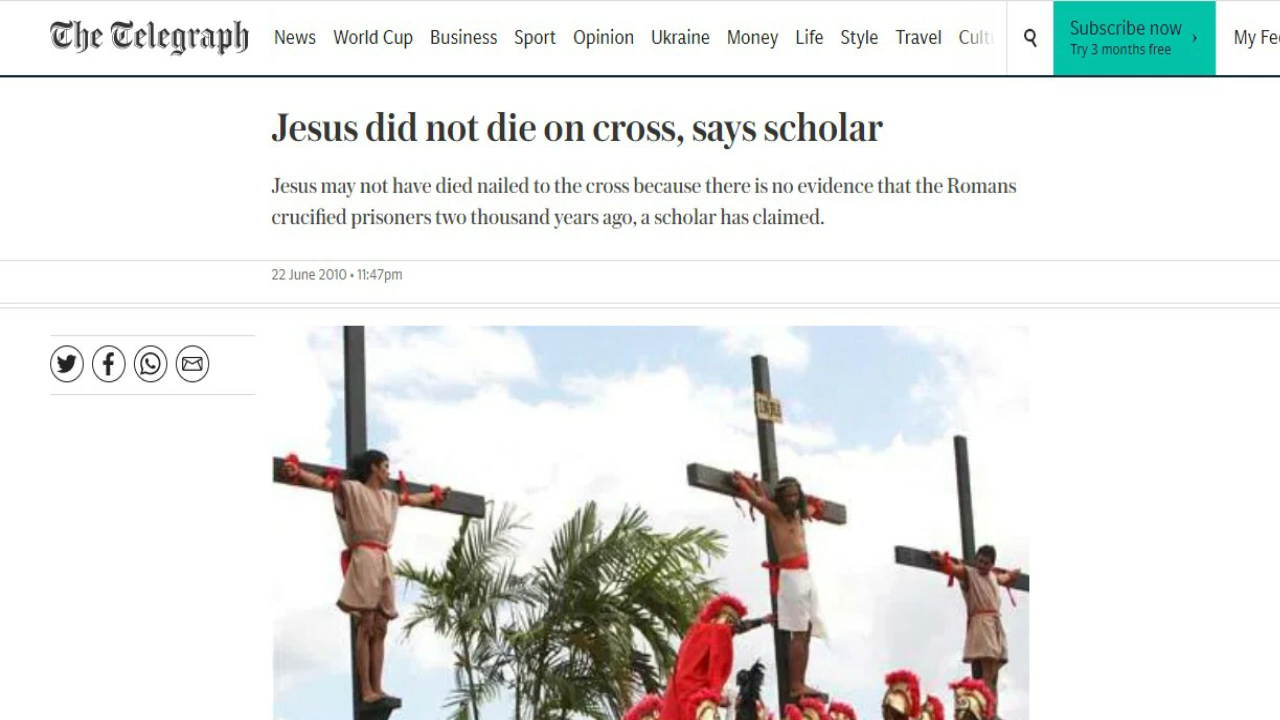 The Telegraph
News World Cup Business Sport Opinion Ukraine Money Life Style Travel Cult
Subscribe now
Try 3 months free
My Fe
Jesus did not die on cross, says scholar
Jesus may not have died nailed to the cross because there is no evidence that the Romans
crucified prisoners two thousand years ago, a scholar has claimed.
22 June 2010 • 11:47pm